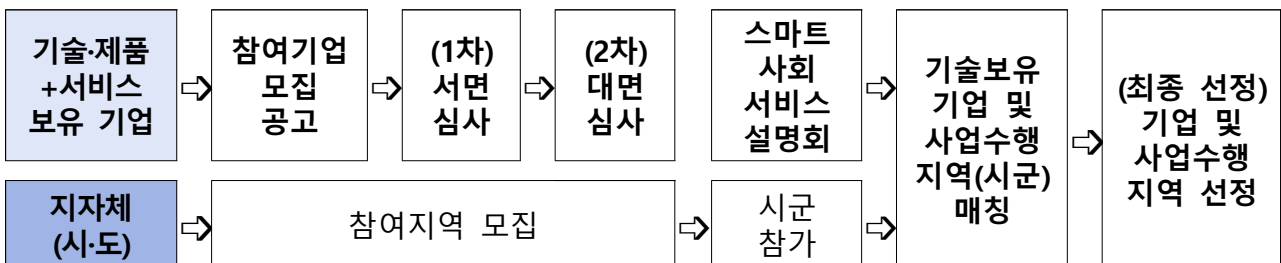 기술·제품
+서비스
보유 기업
참여기업
모집
공고
(1차)
서면
심사
(2차)
대면
심사
스마트
사회
서비스
설명회
기술보유
기업 및
사업수행
지역(시군)
매칭
(최종 선정)
기업 및
사업수행
지역 선정
지자체
(시·도)
참여지역 모집
시군
참가